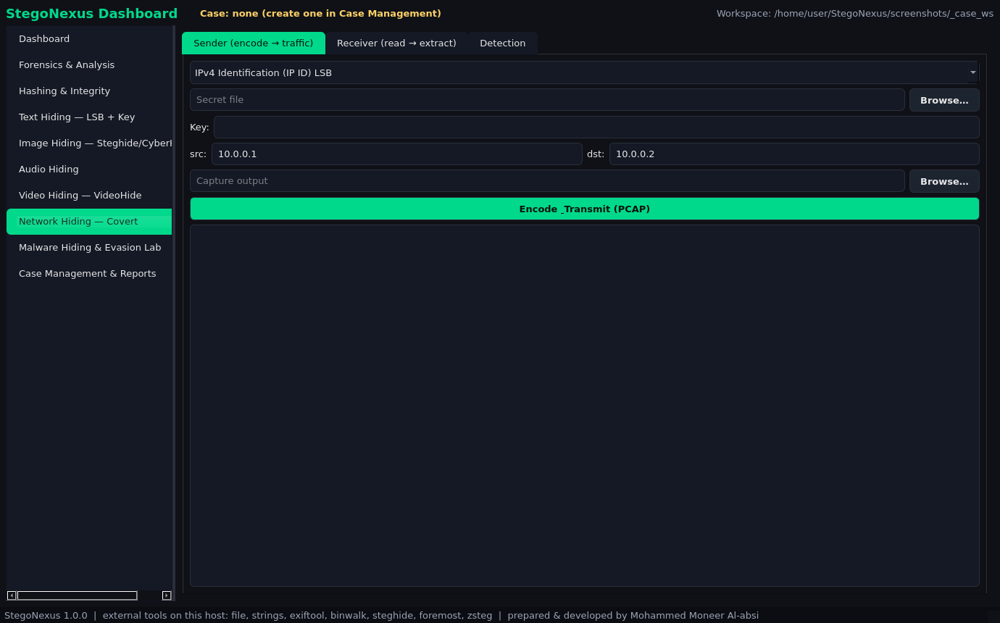 StegoNexus Dashboard
Case: none (create one in Case Management)
Workspace: /home/user/StegoNexus/screenshots/_case_ws
Dashboard
Forensics & Analysis
Hashing & Integrity
Text Hiding — LSB + Key
Image Hiding — Steghide/Cyber
Audio Hiding
Video Hiding — VideoHide
Network Hiding — Covert
Malware Hiding & Evasion Lab
Case Management & Reports
Sender (encode → traffic)
Receiver (read → extract)
Detection
IPv4 Identification (IP ID) LSB
Secret file
Browse…
Key:
src: 10.0.0.1
dst: 10.0.0.2
Capture output
Browse…
Encode _Transmit (PCAP)
StegoNexus 1.0.0 | external tools on this host: file, strings, exiftool, binwalk, steghide, foremost, zsteg | prepared & developed by Mohammed Moneer Al-absi